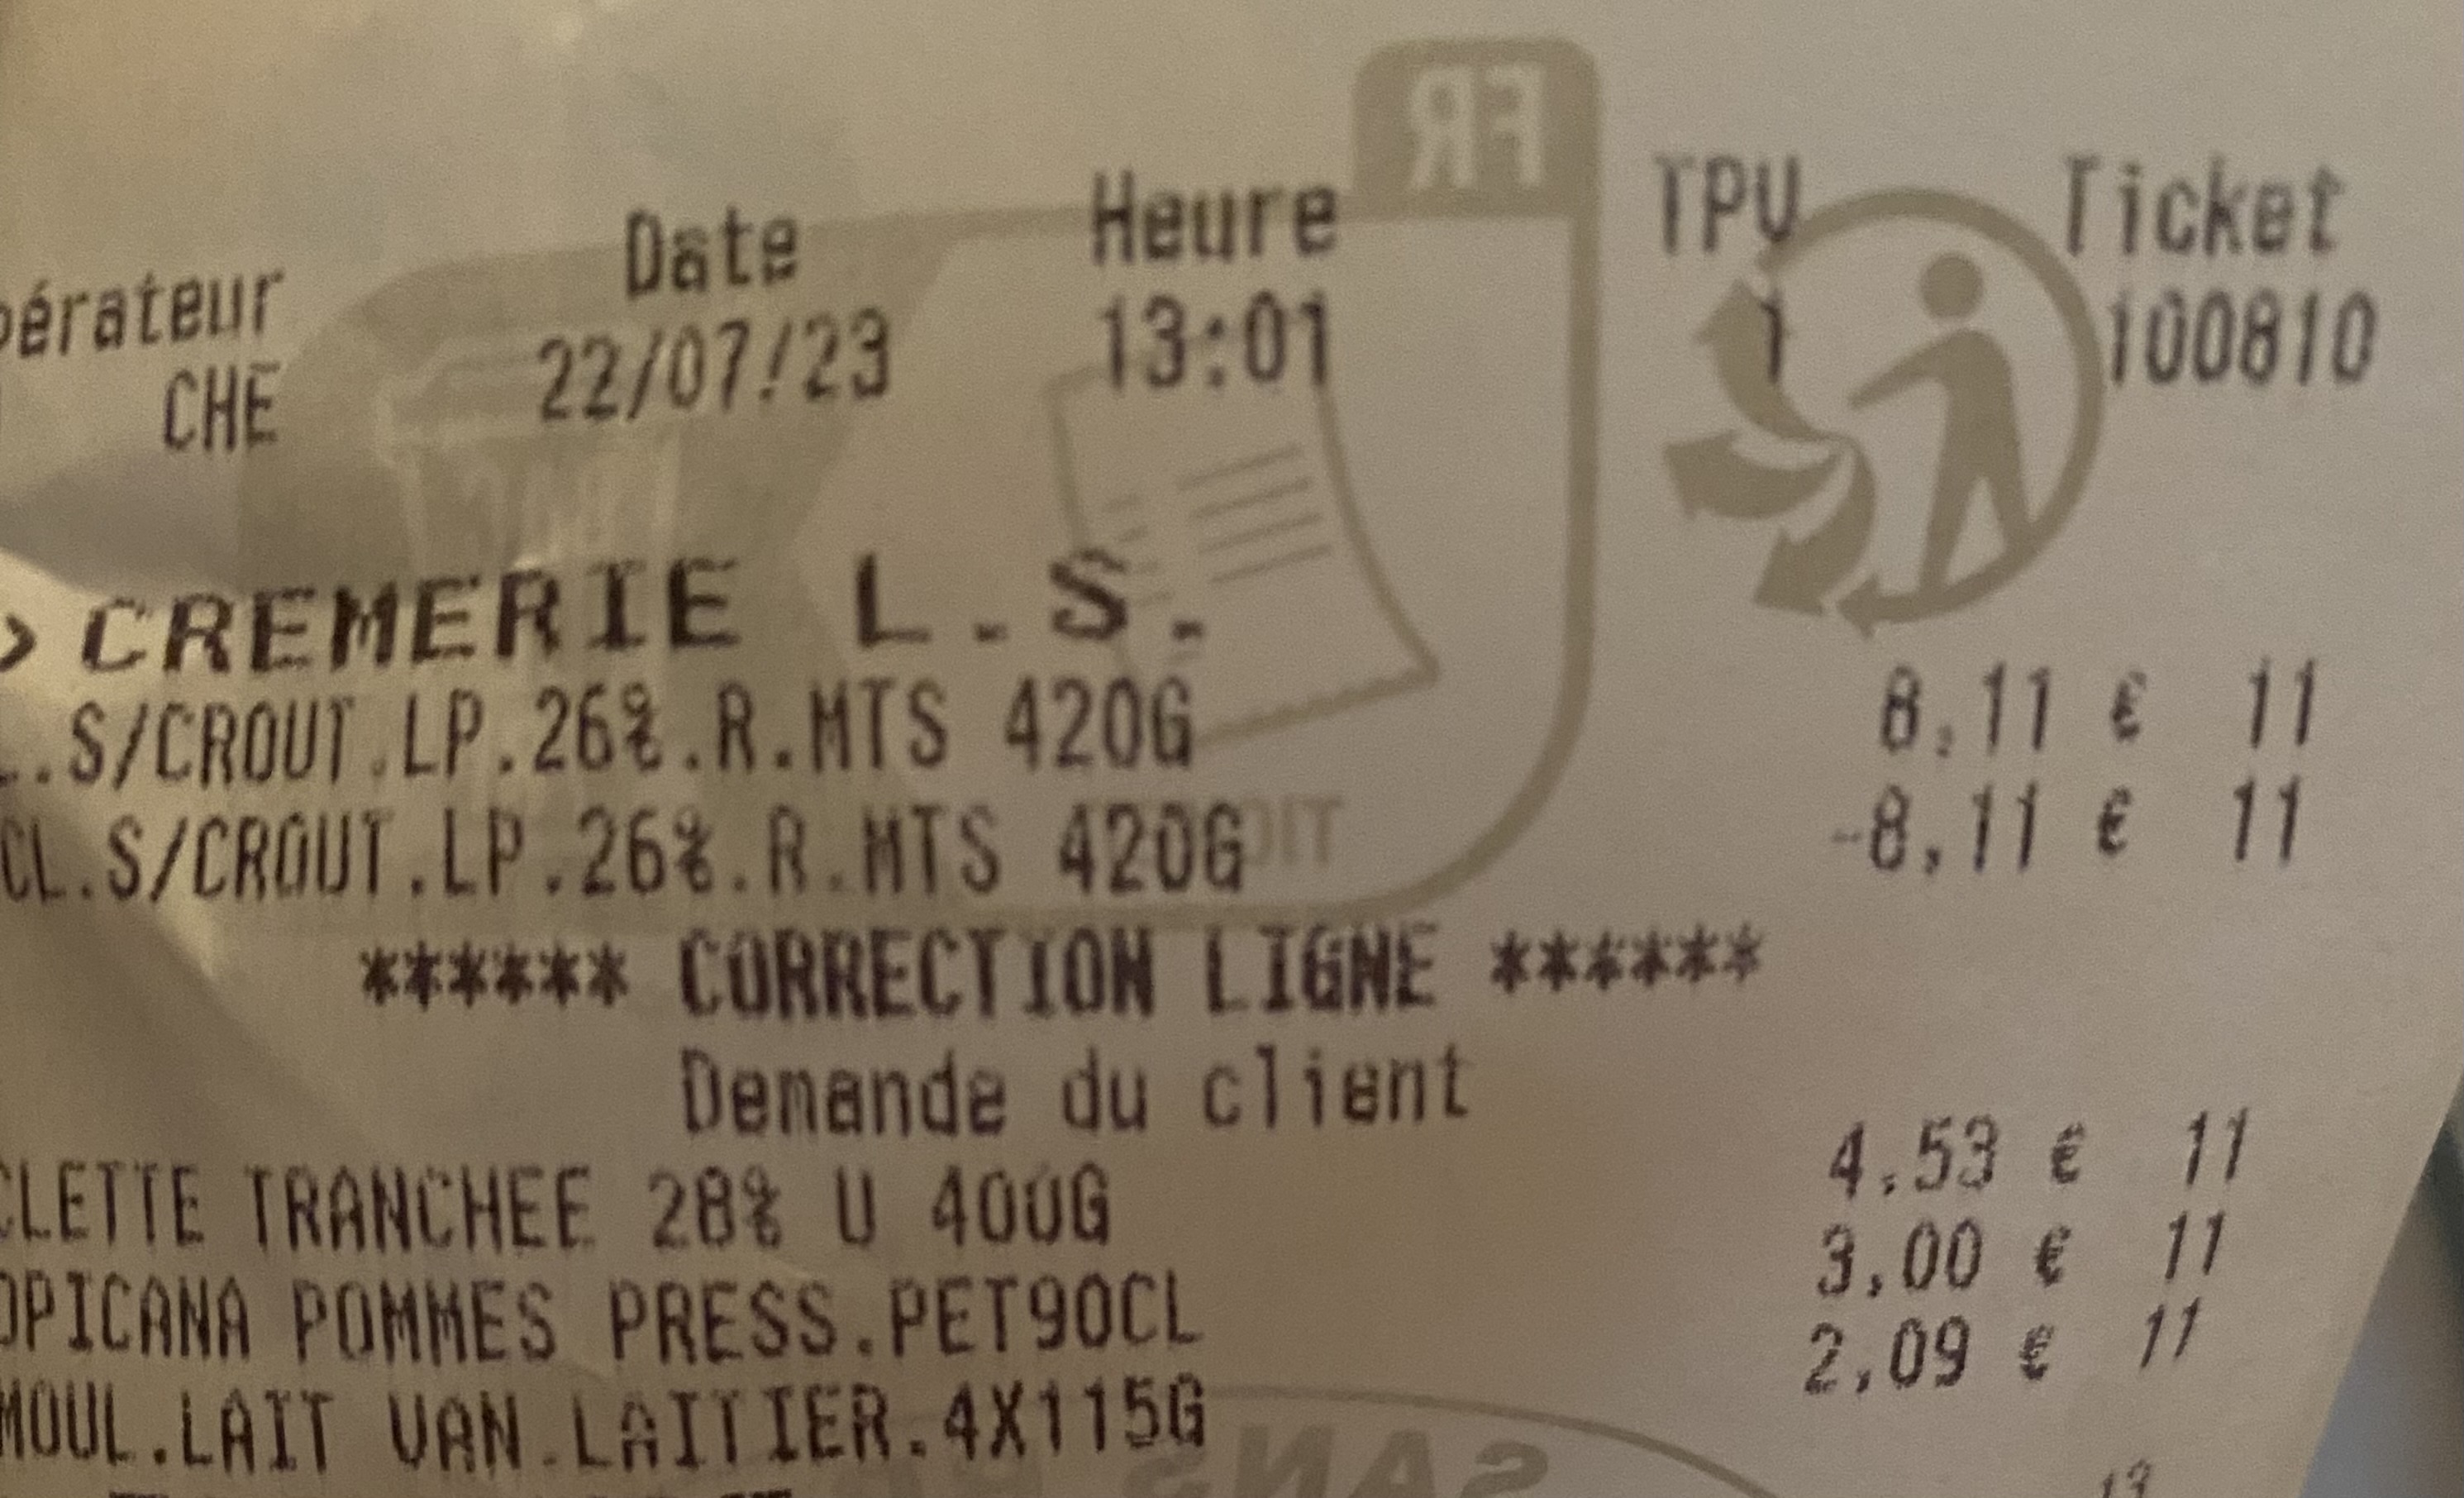 pérateur Date Heure TPV Ticket
CHE 22/07/23 13:01 1 100810
FR
> CREMERIE L.S.
.S/CROUT.LP.26%.R.MTS 420G 8,11 € 11
CL.S/CROUT.LP.26%.R.MTS 420G -8,11 € 11
****** CORRECTION LIGNE ******
Demande du client
CLETTE TRANCHEE 28% U 400G 4,53 € 11
OPICANA POMMES PRESS.PET90CL 3,00 € 11
MOUL.LAIT VAN.LAITIER.4X115G 2,09 € 11
SANS
13